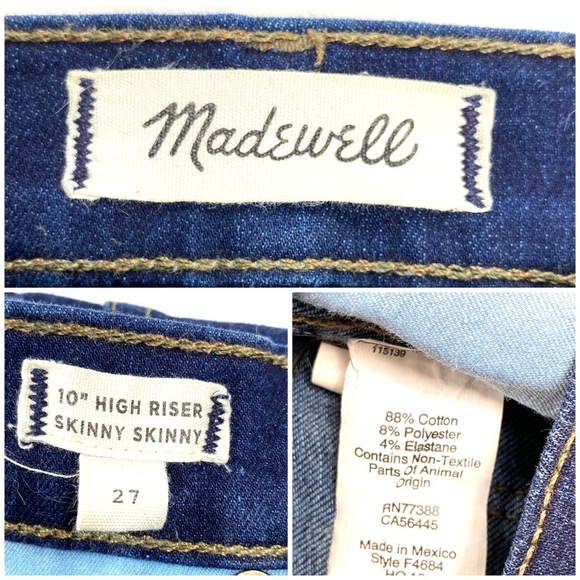 Madewell
10" HIGH RISER
SKINNY SKINNY
27
115139
88% Cotton
8% Polyester
4% Elastane
Contains Non-Textile
Parts Of Animal
Origin
RN77388
CA56445
Made in Mexico
Style F4684